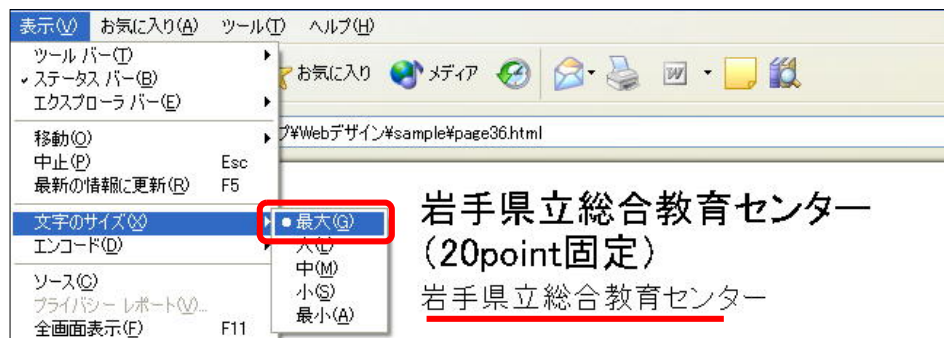 表示(V) お気に入り(A) ツール(T) ヘルプ(H)
ツール バー(T)
ステータス バー(B)
エクスプローラ バー(E)
移動(O)
中止(P) Esc
最新の情報に更新(R) F5
文字のサイズ(X)
エンコード(D)
ソース(C)
プライバシー レポート(V)...
全画面表示(F) F11
最大(G)
大(L)
中(M)
小(S)
最小(A)
お気に入り メディア
プ¥Webデザイン¥sample¥page36.html
岩手県立総合教育センター
(20point固定)
岩手県立総合教育センター